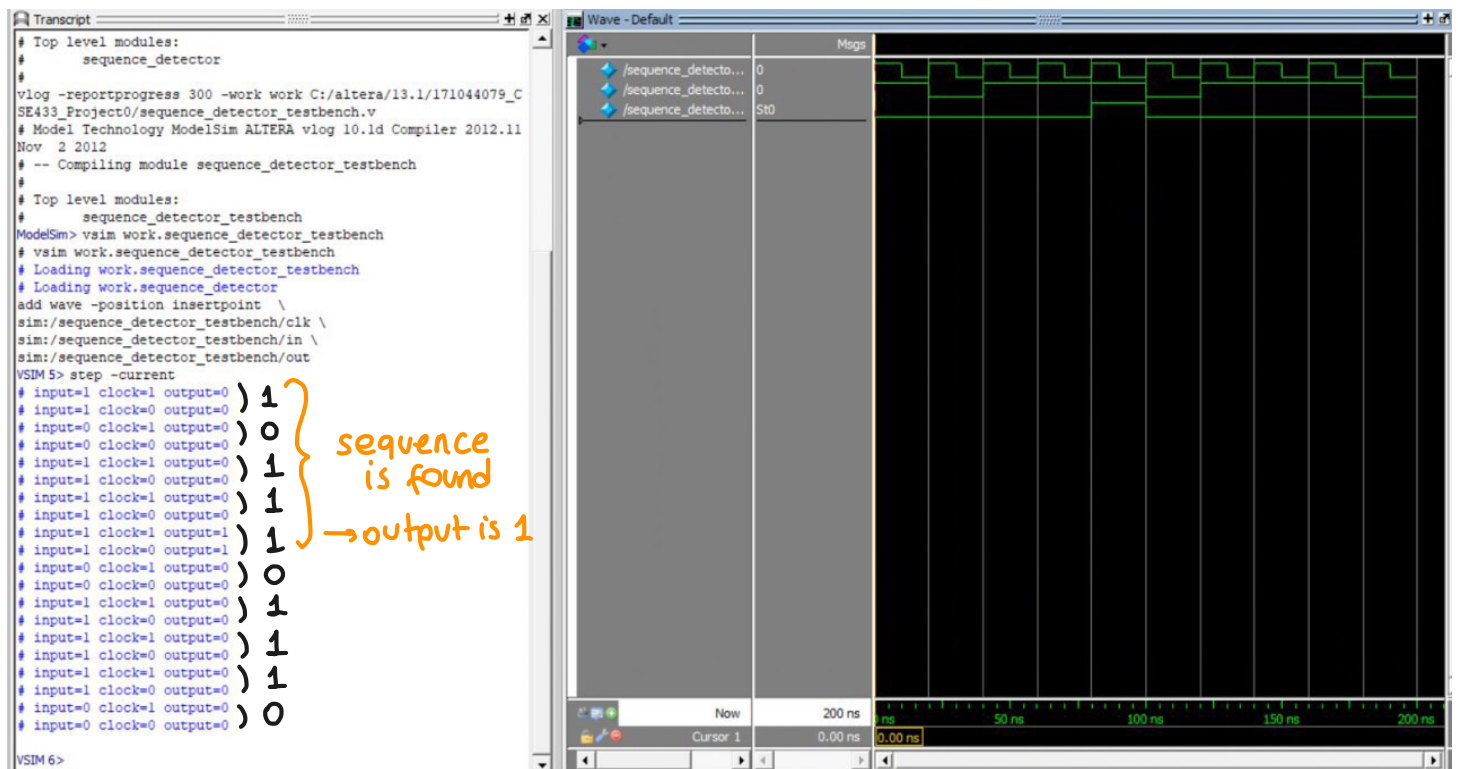 Transcript
# Top level modules:
# sequence_detector
#
vlog -reportprogress 300 -work work C:/altera/13.1/171044079_C
SE433_Project0/sequence_detector_testbench.v
# Model Technology ModelSim ALTERA vlog 10.1d Compiler 2012.11
Nov 2 2012
# -- Compiling module sequence_detector_testbench
#
# Top level modules:
# sequence_detector_testbench
ModelSim> vsim work.sequence_detector_testbench
# vsim work.sequence_detector_testbench
# Loading work.sequence_detector_testbench
# Loading work.sequence_detector
add wave -position insertpoint \
sim:/sequence_detector_testbench/clk \
sim:/sequence_detector_testbench/in \
sim:/sequence_detector_testbench/out
VSIM 5> step -current
# input=1 clock=1 output=0
# input=1 clock=0 output=0
) 1
# input=0 clock=1 output=0
# input=0 clock=0 output=0
) 0
# input=1 clock=1 output=0
# input=1 clock=0 output=0
) 1
# input=1 clock=1 output=0
# input=1 clock=0 output=0
) 1
# input=1 clock=1 output=1
# input=1 clock=0 output=1
) 1
# input=0 clock=1 output=0
# input=0 clock=0 output=0
) 0
# input=1 clock=1 output=0
# input=1 clock=0 output=0
) 1
# input=1 clock=1 output=0
# input=1 clock=0 output=0
) 1
# input=1 clock=1 output=0
# input=1 clock=0 output=0
) 1
# input=0 clock=1 output=0
# input=0 clock=0 output=0
) 0
VSIM 6>
sequence
is found
→ output is 1
Wave - Default
Msgs
/sequence_detecto... 0
/sequence_detecto... 0
/sequence_detecto... St0
Now 200 ns
Cursor 1 0.00 ns
ns 50 ns 100 ns 150 ns 200 ns
0.00 ns